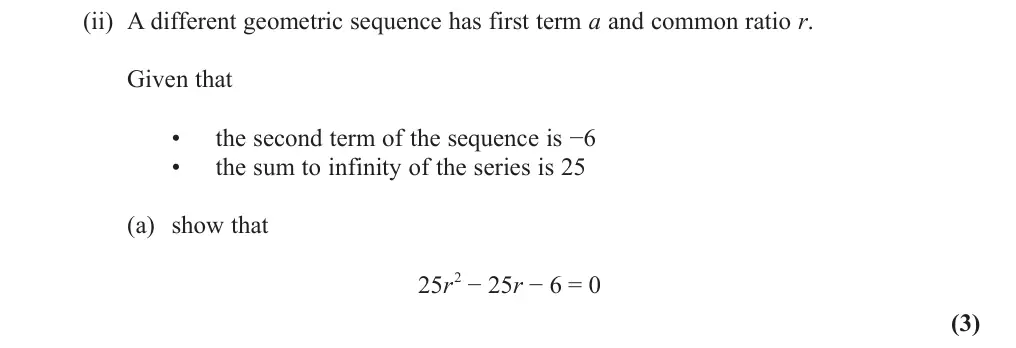 (ii) A different geometric sequence has first term a and common ratio r.
Given that
• the second term of the sequence is −6
• the sum to infinity of the series is 25
(a) show that
25r² − 25r − 6 = 0
(3)